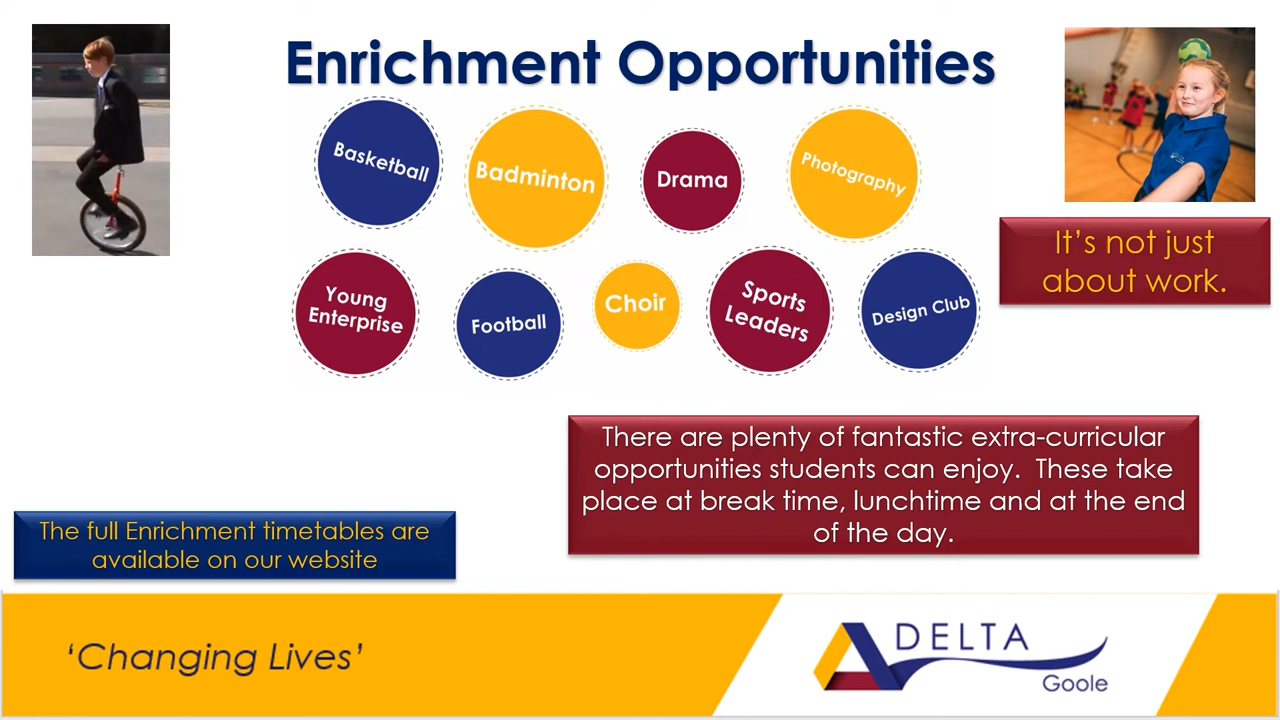 Enrichment Opportunities
Basketball
Badminton
Drama
Photography
It's not just
about work.
Young
Enterprise
Football
Choir
Sports
Leaders
Design Club
There are plenty of fantastic extra-curricular
opportunities students can enjoy.  These take
place at break time, lunchtime and at the end
of the day.
The full Enrichment timetables are
available on our website
‘Changing Lives’
DELTA
Goole